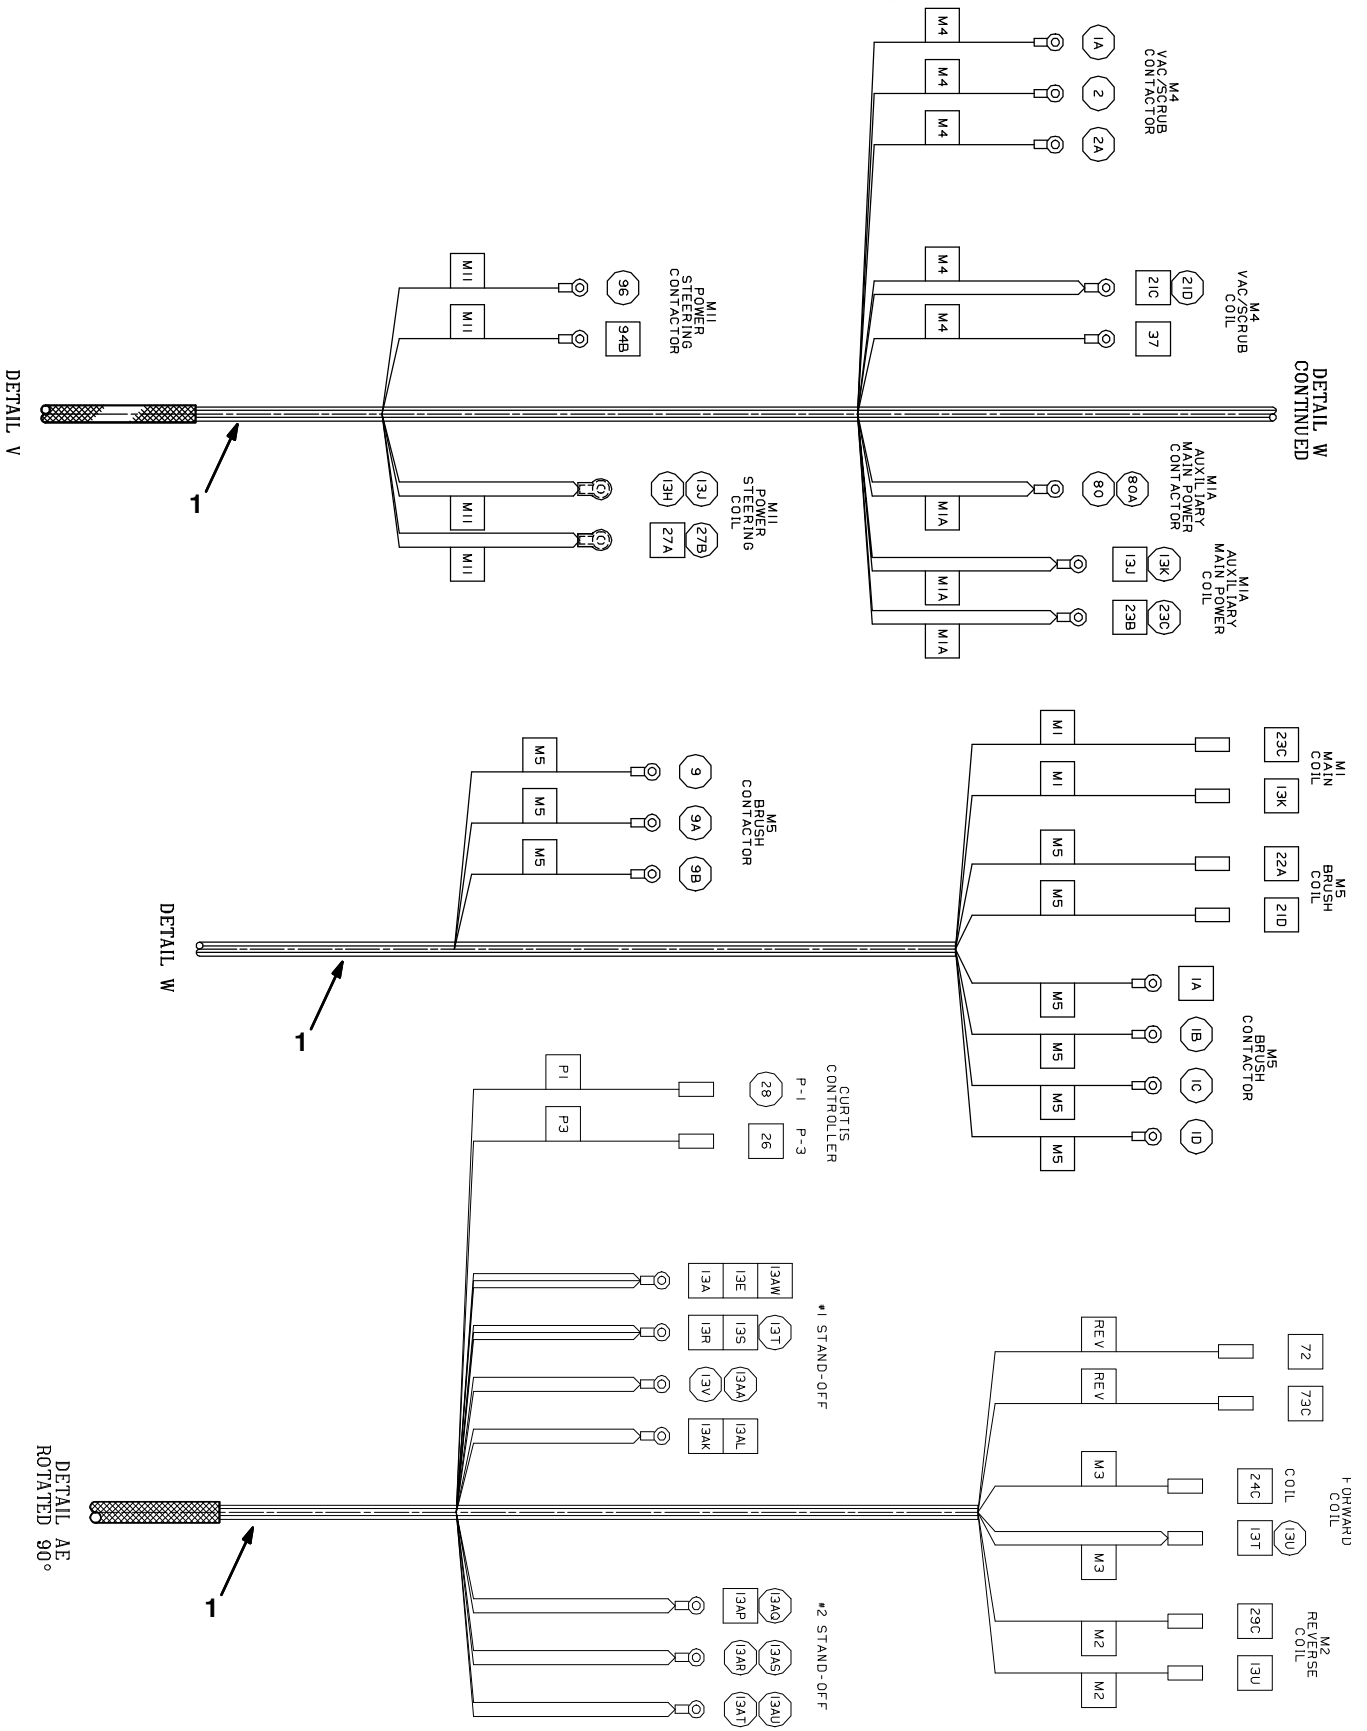 M4
VAC/SCRUB
CONTACTOR
1A
2
2A
M4
M4
M4
M4
VAC/SCRUB
COIL
21C
21D
37
M4
M4
M11
POWER
STEERING
CONTACTOR
96
94B
M11
M11
DETAIL W
CONTINUED
DETAIL V
1
M11
POWER
STEERING
COIL
13H
13J
27A
27B
M11
M11
M1A
AUXILIARY
MAIN POWER
CONTACTOR
80
80A
M1A
M1A
AUXILIARY
MAIN POWER
COIL
13J
13K
23B
23C
M1A
M1A
M1
MAIN
COIL
23C
13K
M1
M1
M5
BRUSH
COIL
22A
21D
M5
M5
M5
BRUSH
CONTACTOR
9
9A
9B
M5
M5
M5
DETAIL W
1
M5
BRUSH
CONTACTOR
1A
1B
1C
1D
M5
M5
M5
M5
CURTIS
CONTROLLER
P-1
P-3
28
26
P1
P3
#1 STAND-OFF
13A
13E
13AW
13R
13S
13T
13V
13AA
13AK
13AL
72
73C
REV
REV
FORWARD
COIL
COIL
24C
13T
13U
M3
M3
M2
REVERSE
COIL
29C
13U
M2
M2
DETAIL AE
ROTATED 90°
1
#2 STAND-OFF
13AP
13AQ
13AR
13AS
13AT
13AU